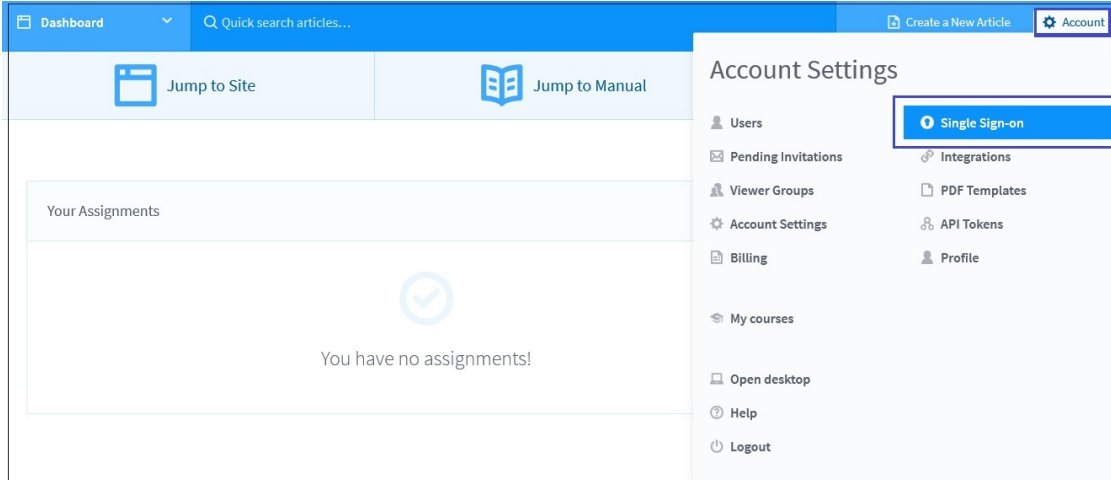 Dashboard
Quick search articles...
Create a New Article
Account
Jump to Site
Jump to Manual
Your Assignments
You have no assignments!
Account Settings
Users
Single Sign-on
Pending Invitations
Integrations
Viewer Groups
PDF Templates
Account Settings
API Tokens
Billing
Profile
My courses
Open desktop
Help
Logout